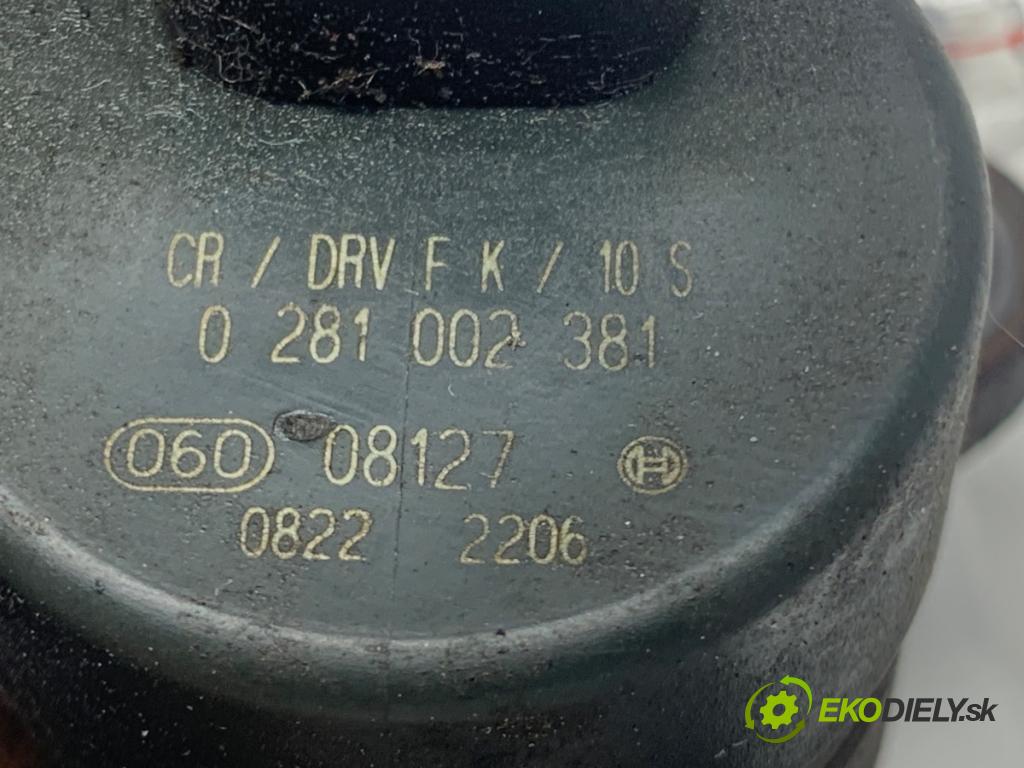 CR / DRV F K / 10 S
0 281 002 381
060 08127
0822 2206
EKODIELY.sk